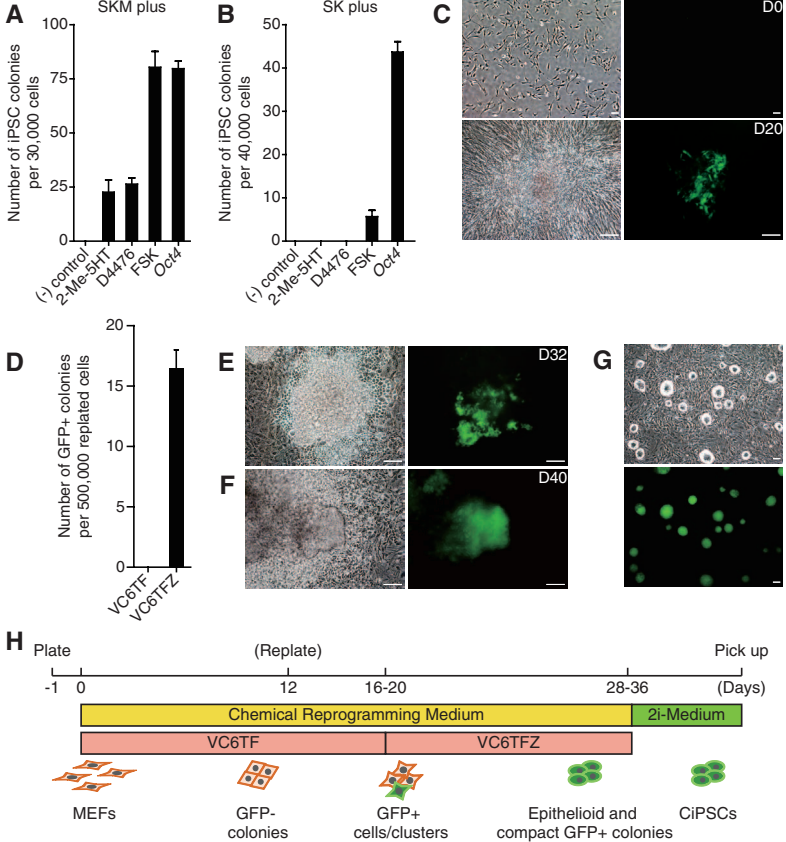 A
SKM plus
Number of iPSC colonies
per 30,000 cells
100
75
50
25
0
(-) control
2-Me-5HT
D4476
FSK
Oct4
B
SK plus
Number of iPSC colonies
per 40,000 cells
50
40
30
20
10
0
(-) control
2-Me-5HT
D4476
FSK
Oct4
C
D0
D20
D
Number of GFP+ colonies
per 500,000 replated cells
20
15
10
5
0
VC6TF
VC6TFZ
E
D32
F
D40
G
H
Plate
(Replate)
Pick up
-1
0
12
16-20
28-36
(Days)
Chemical Reprogramming Medium
2i-Medium
VC6TF
VC6TFZ
MEFs
GFP-
colonies
GFP+
cells/clusters
Epithelioid and
compact GFP+ colonies
CiPSCs